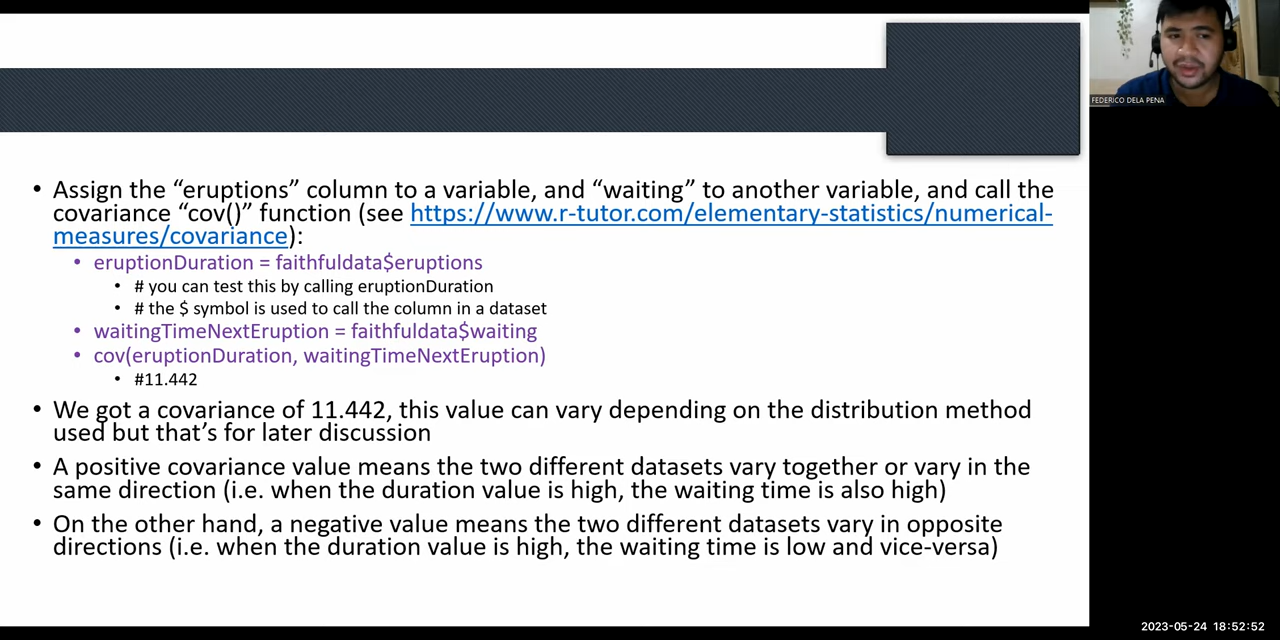 • Assign the “eruptions” column to a variable, and “waiting” to another variable, and call the
covariance “cov()” function (see https://www.r-tutor.com/elementary-statistics/numerical-
measures/covariance):
• eruptionDuration = faithfuldata$eruptions
• # you can test this by calling eruptionDuration
• # the $ symbol is used to call the column in a dataset
• waitingTimeNextEruption = faithfuldata$waiting
• cov(eruptionDuration, waitingTimeNextEruption)
• #11.442
• We got a covariance of 11.442, this value can vary depending on the distribution method
used but that’s for later discussion
• A positive covariance value means the two different datasets vary together or vary in the
same direction (i.e. when the duration value is high, the waiting time is also high)
• On the other hand, a negative value means the two different datasets vary in opposite
directions (i.e. when the duration value is high, the waiting time is low and vice-versa)
FEDERICO DELA PENA
2023-05-24 18:52:52